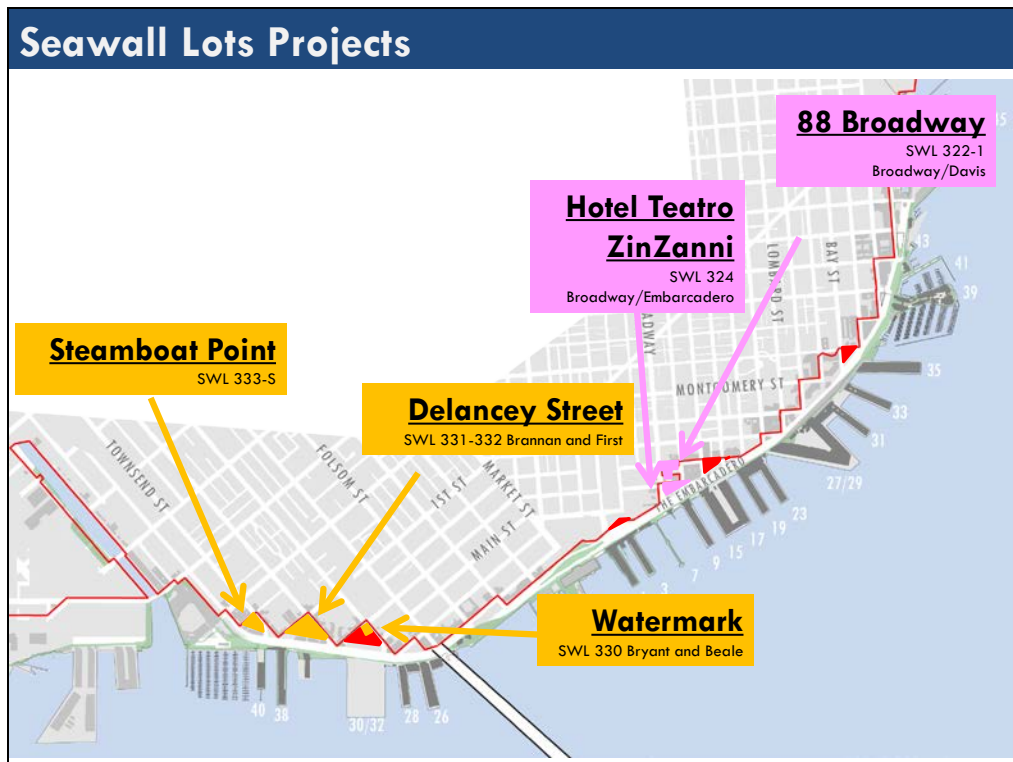 Seawall Lots Projects
88 Broadway
SWL 322-1
Broadway/Davis
Hotel Teatro
ZinZanni
SWL 324
Broadway/Embarcadero
Steamboat Point
SWL 333-S
Delancey Street
SWL 331-332 Brannan and First
Watermark
SWL 330 Bryant and Beale
TOWNSEND ST
FOLSOM ST
1ST ST
MARKET ST
MAIN ST
MONTGOMERY ST
LOMBARD ST
BAY ST
THE EMBARCADERO
43
41
39
35
33
31
27/29
23
19
17
15
9
7
3
26
28
30/32
38
40